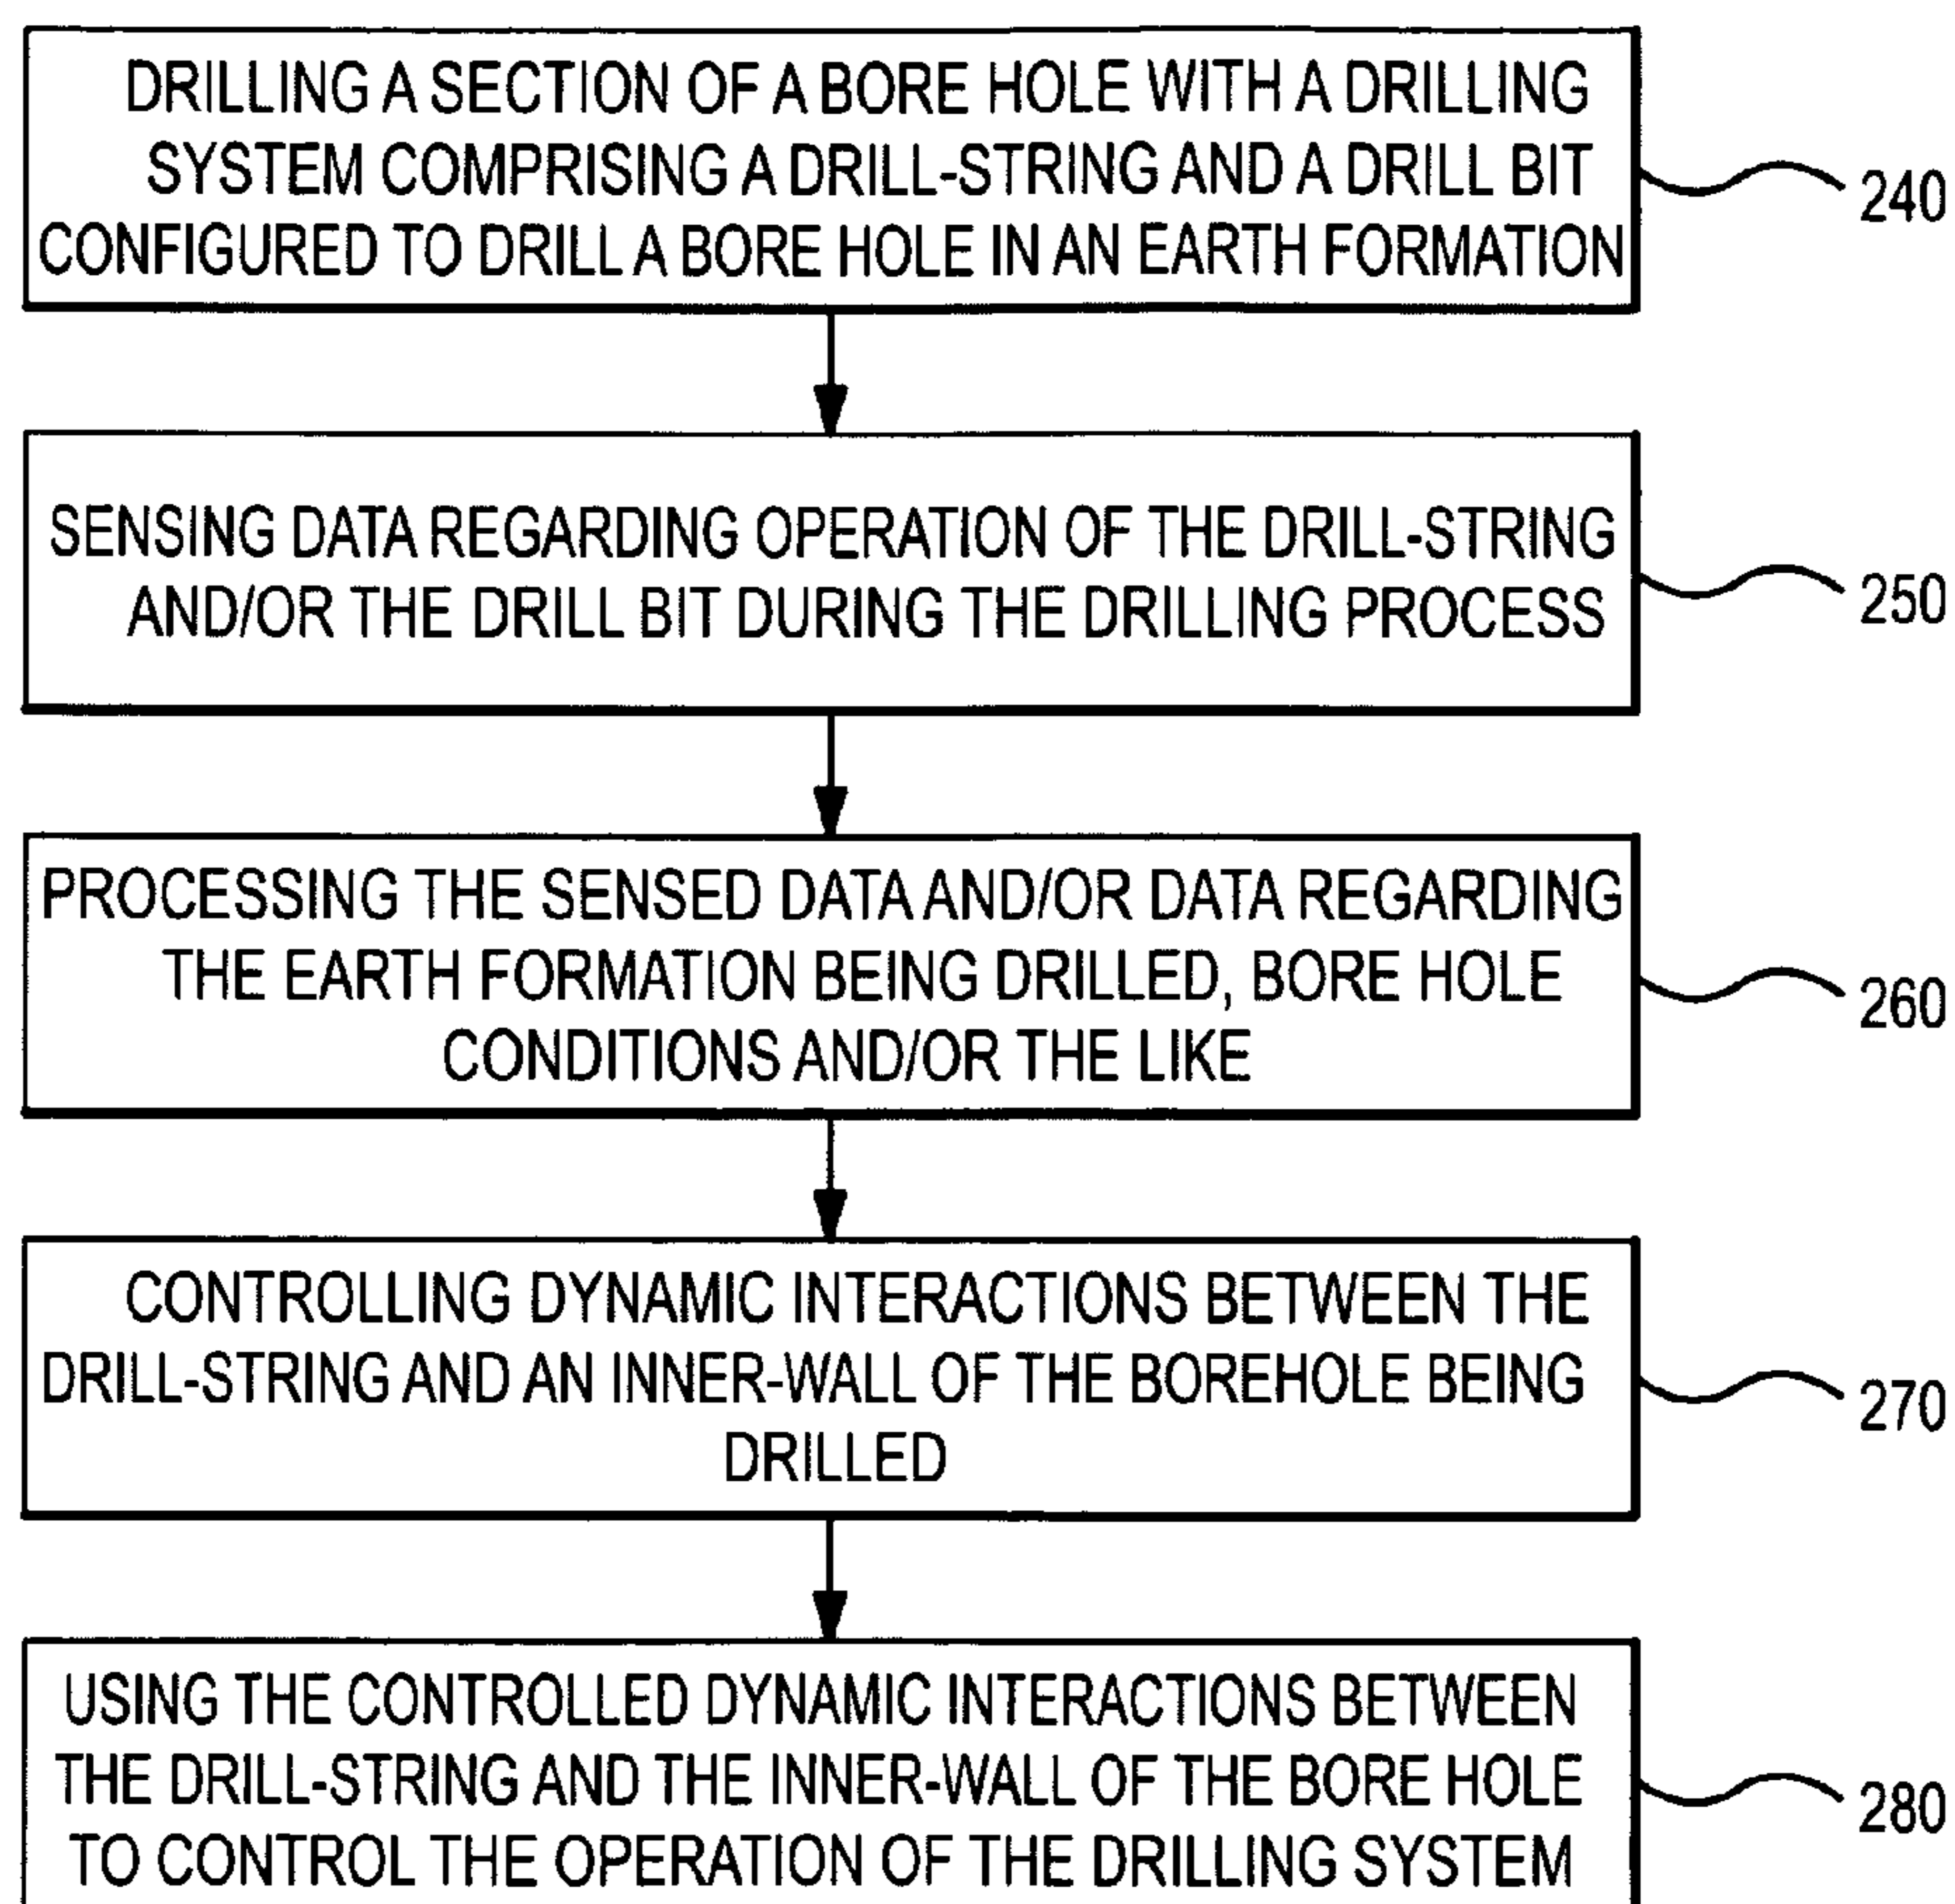 DRILLING A SECTION OF A BORE HOLE WITH A DRILLING
SYSTEM COMPRISING A DRILL-STRING AND A DRILL BIT
CONFIGURED TO DRILL A BORE HOLE IN AN EARTH FORMATION
240
SENSING DATA REGARDING OPERATION OF THE DRILL-STRING
AND/OR THE DRILL BIT DURING THE DRILLING PROCESS
250
PROCESSING THE SENSED DATA AND/OR DATA REGARDING
THE EARTH FORMATION BEING DRILLED, BORE HOLE
CONDITIONS AND/OR THE LIKE
260
CONTROLLING DYNAMIC INTERACTIONS BETWEEN THE
DRILL-STRING AND AN INNER-WALL OF THE BOREHOLE BEING
DRILLED
270
USING THE CONTROLLED DYNAMIC INTERACTIONS BETWEEN
THE DRILL-STRING AND THE INNER-WALL OF THE BORE HOLE
TO CONTROL THE OPERATION OF THE DRILLING SYSTEM
280